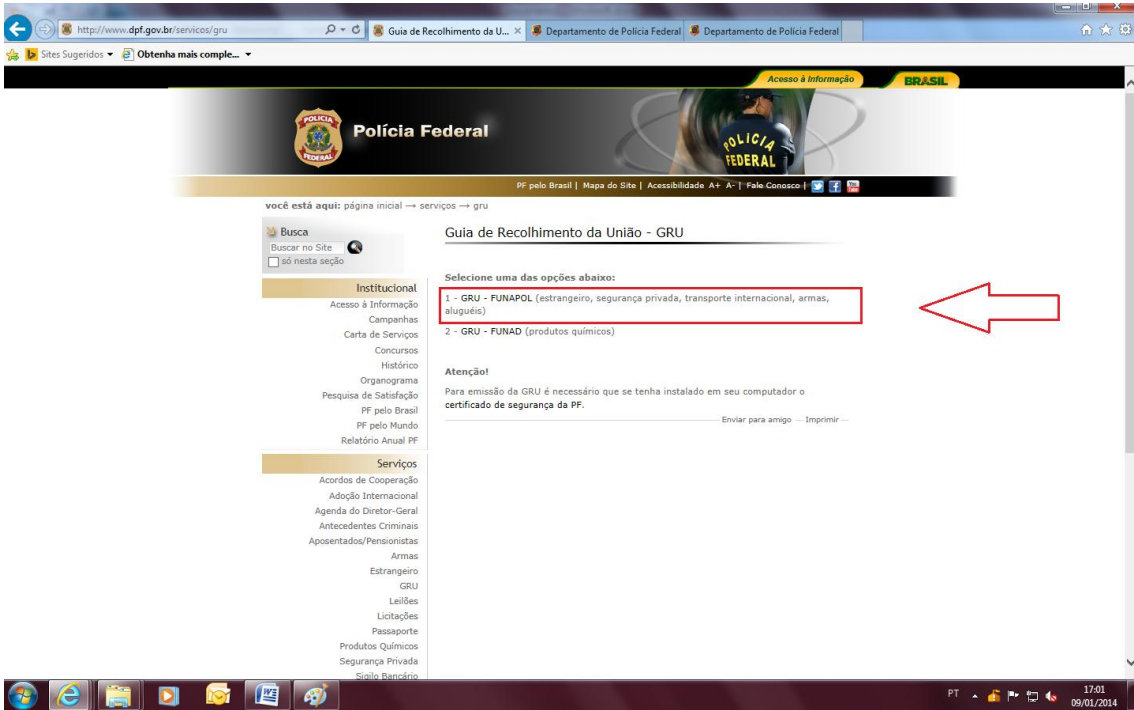 http://www.dpf.gov.br/servicos/gru
Guia de Recolhimento da U...
Departamento de Polícia Federal
Departamento de Polícia Federal
Sites Sugeridos
Obtenha mais comple...
Acesso à Informação
BRASIL
POLICIA
FEDERAL
Polícia Federal
POLICIA
FEDERAL
PF pelo Brasil | Mapa do Site | Acessibilidade A+ A- | Fale Conosco |
você está aqui: página inicial → serviços → gru
Busca
Buscar no Site
só nesta seção
Institucional
Acesso à Informação
Campanhas
Carta de Serviços
Concursos
Histórico
Organograma
Pesquisa de Satisfação
PF pelo Brasil
PF pelo Mundo
Relatório Anual PF
Serviços
Acordos de Cooperação
Adoção Internacional
Agenda do Diretor-Geral
Antecedentes Criminais
Aposentados/Pensionistas
Armas
Estrangeiro
GRU
Leilões
Licitações
Passaporte
Produtos Químicos
Segurança Privada
Sigilo Bancário
Guia de Recolhimento da União - GRU
Selecione uma das opções abaixo:
1 - GRU - FUNAPOL (estrangeiro, segurança privada, transporte internacional, armas,
aluguéis)
2 - GRU - FUNAD (produtos químicos)
Atenção!
Para emissão da GRU é necessário que se tenha instalado em seu computador o
certificado de segurança da PF.
Enviar para amigo — Imprimir
PT
17:01
09/01/2014